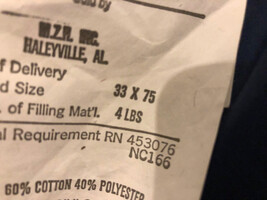 by
W.Z.R. INC.
HALEYVILLE, AL.
f Delivery
d Size 33 X 75
. of Filling Mat'l. 4 LBS
al Requirement RN 453076
NC166
60% COTTON 40% POLYESTER